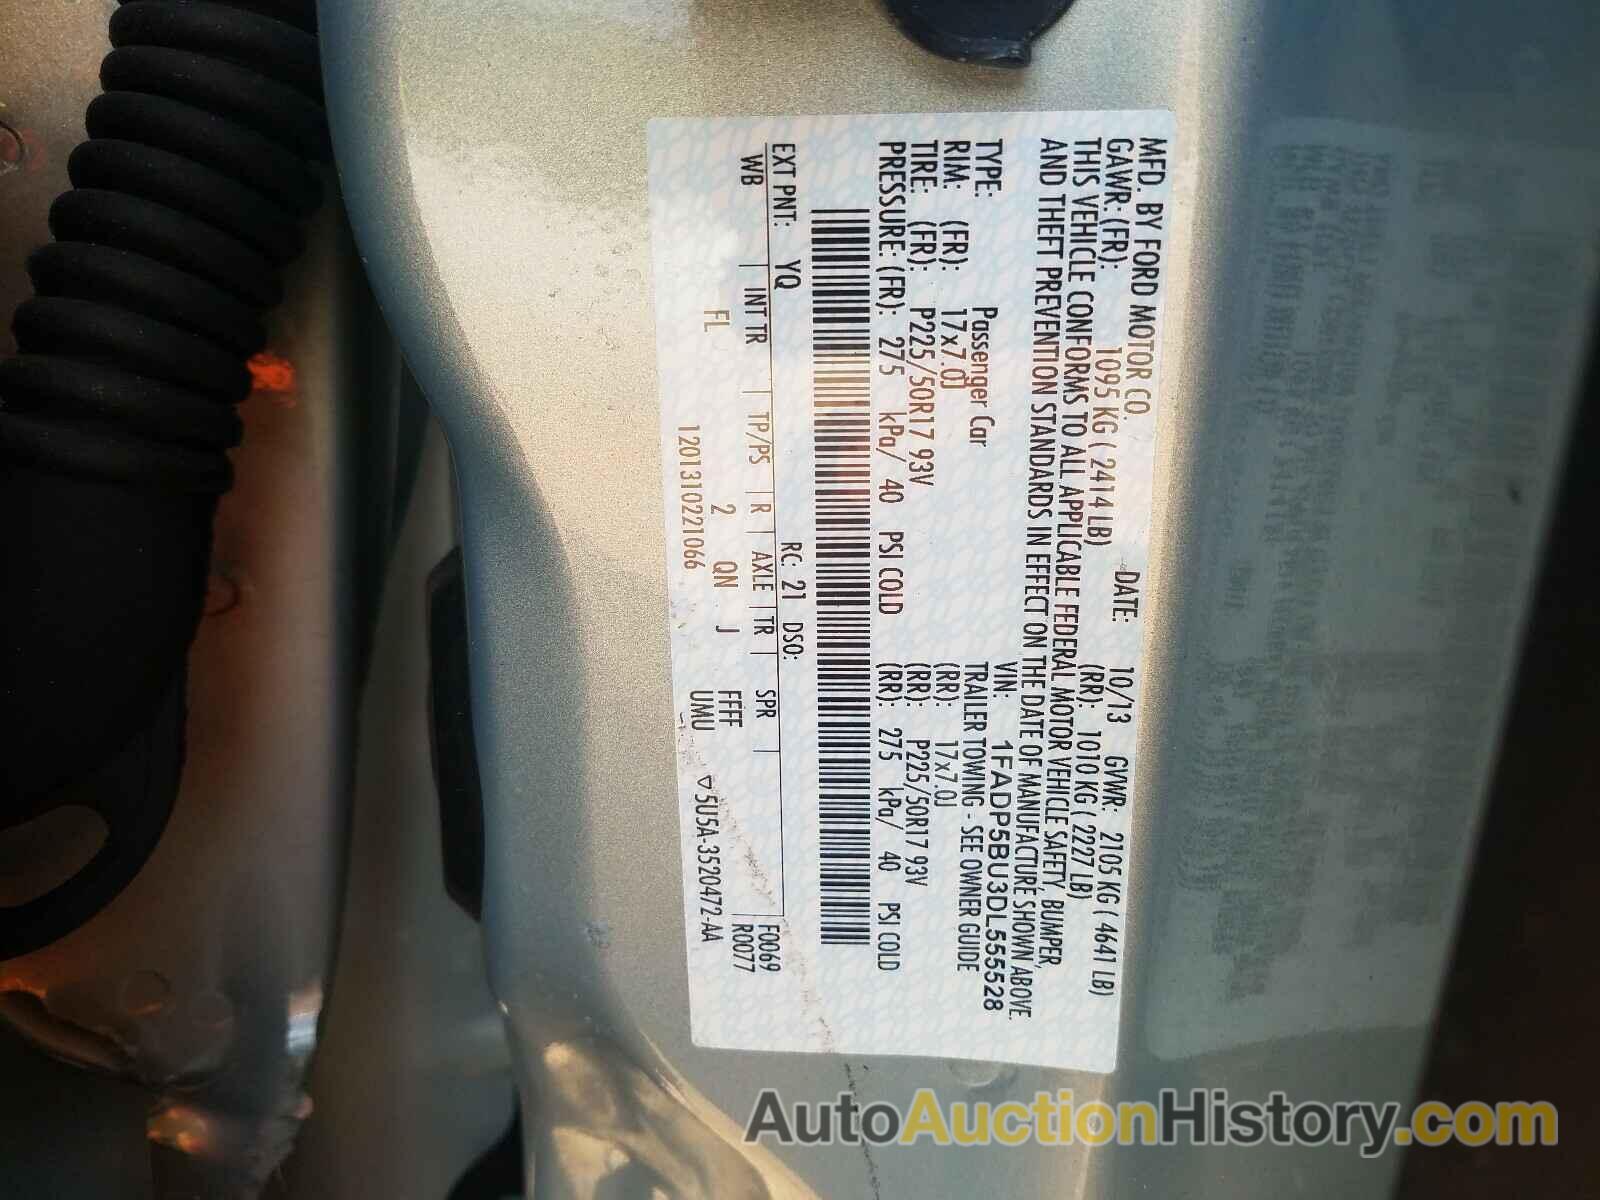 MFD. BY FORD MOTOR CO.
DATE: 10/13 GVWR: 2105 KG ( 4641 LB)
GAWR: (FR): 1095 KG ( 2414 LB) (RR): 1010 KG ( 2227 LB)
THIS VEHICLE CONFORMS TO ALL APPLICABLE FEDERAL MOTOR VEHICLE SAFETY, BUMPER,
AND THEFT PREVENTION STANDARDS IN EFFECT ON THE DATE OF MANUFACTURE SHOWN ABOVE.
VIN: 1FADP5BU3DL555528
TYPE: Passenger Car TRAILER TOWING - SEE OWNER GUIDE
RIM: (FR): 17x7.0J (RR): 17x7.0J
TIRE: (FR): P225/50R17 93V (RR): P225/50R17 93V
PRESSURE: (FR): 275 kPa/ 40 PSI COLD (RR): 275 kPa/ 40 PSI COLD
EXT PNT: YQ RC: 21 DSO: F0069
WB INT TR TP/PS R AXLE TR SPR R0077
FL 2 QN J FFFF
1201310221066 UMU 5U5A-3520472-AA
AutoAuctionHistory.com